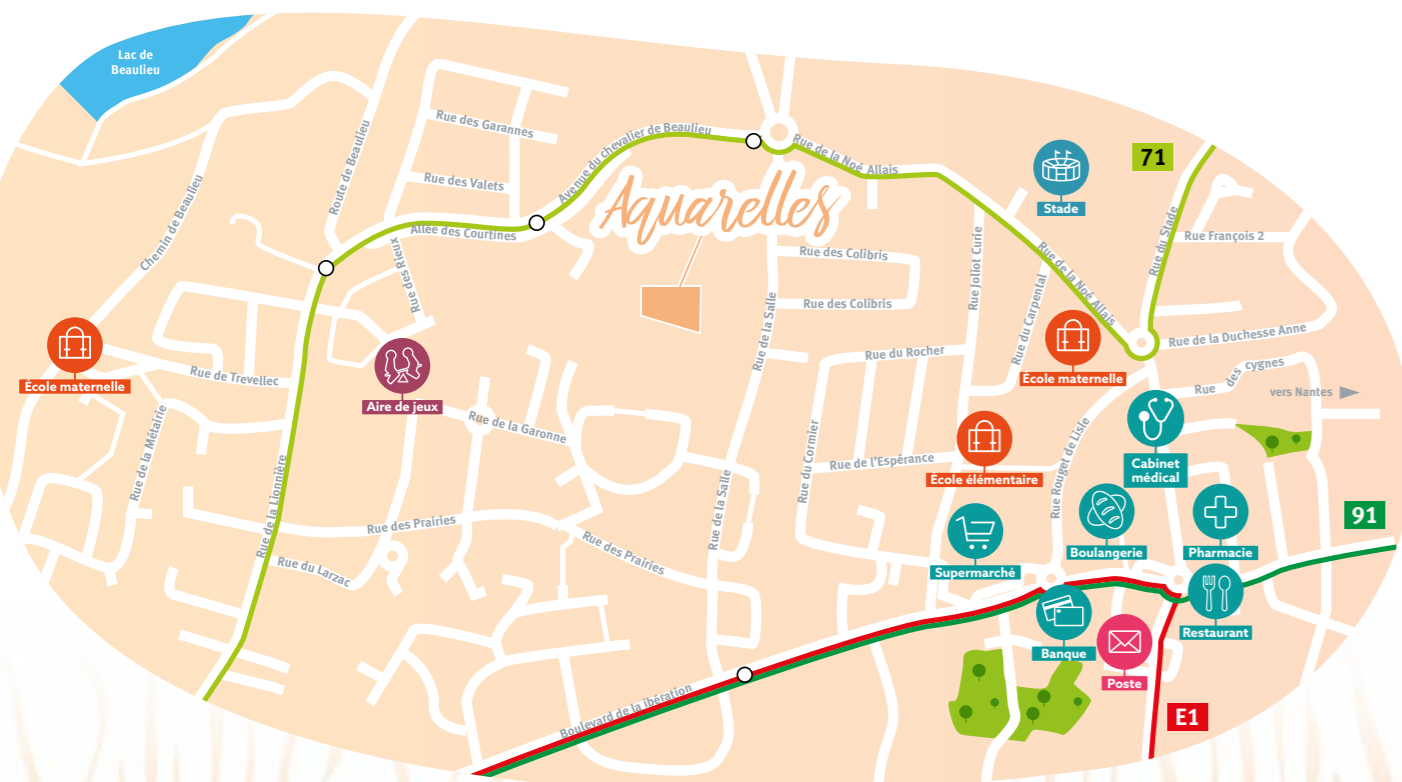 Lac de
Beaulieu
Rue des Garannes
Route de Beaulieu
Avenue du chevalier de Beaulieu
Rue de la Noé Allais
71
Stade
Chemin de Beaulieu
Rue des Valets
Aquarelles
Allée des Courtines
Rue des Rieux
Rue des Colibris
Rue Joliot Curie
Rue de la Noé Allais
Rue du Stade
Rue François 2
Rue des Colibris
Rue de la Salle
Rue du Carpental
Rue de la Duchesse Anne
École maternelle
Rue de Trevellec
Aire de jeux
Rue du Rocher
École maternelle
Rue des cygnes
vers Nantes
Rue de la Métairie
Rue de la Garonne
Rue du Cormier
Rue de l'Espérance
École élémentaire
Rue Rouget de Lisle
Cabinet
médical
Rue de la Lionnière
Rue des Prairies
Rue de la Salle
91
Rue des Prairies
Rue du Larzac
Supermarché
Boulangerie
Pharmacie
Banque
Restaurant
Poste
Boulevard de la ibération
E1